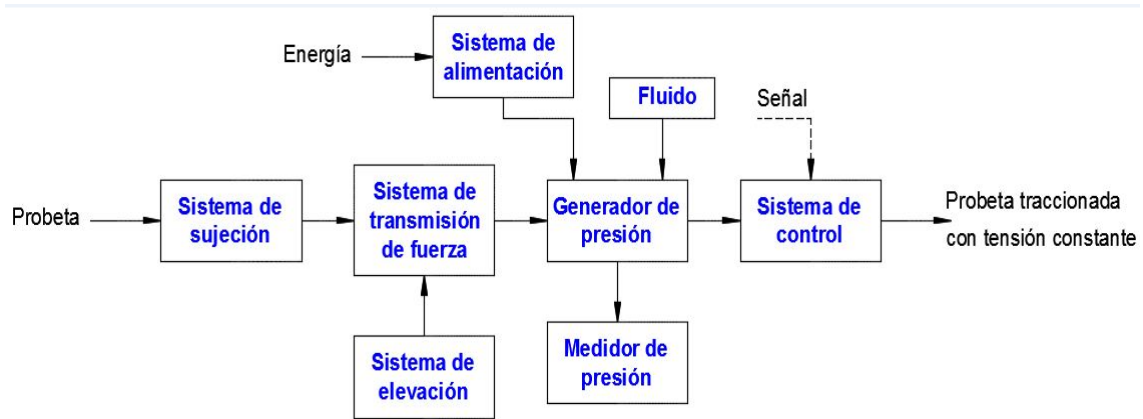 Energía
Sistema de
alimentación
Fluido
Señal
Probeta
Sistema de
sujeción
Sistema de
transmisión
de fuerza
Generador de
presión
Sistema de
control
Probeta traccionada
con tensión constante
Sistema de
elevación
Medidor de
presión